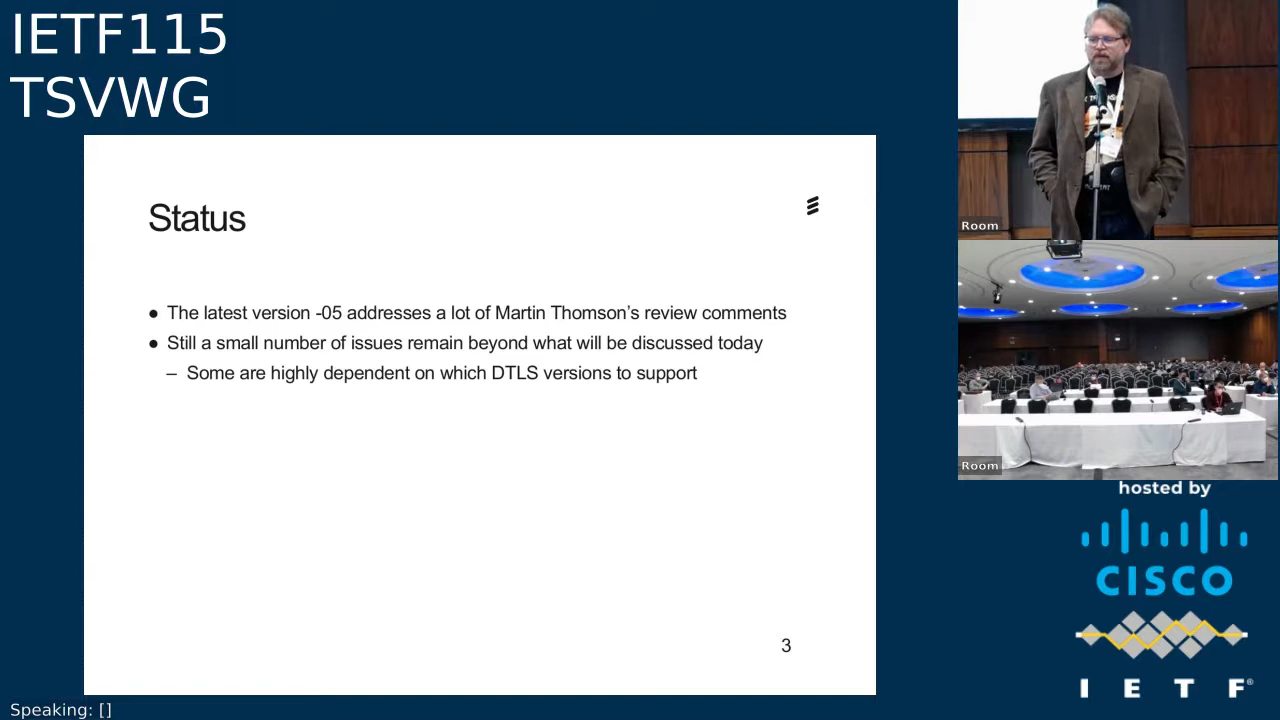 IETF115
TSVWG
Status
● The latest version -05 addresses a lot of Martin Thomson’s review comments
● Still a small number of issues remain beyond what will be discussed today
– Some are highly dependent on which DTLS versions to support
3
Room
Room
hosted by
CISCO
I E T F®
Speaking: []